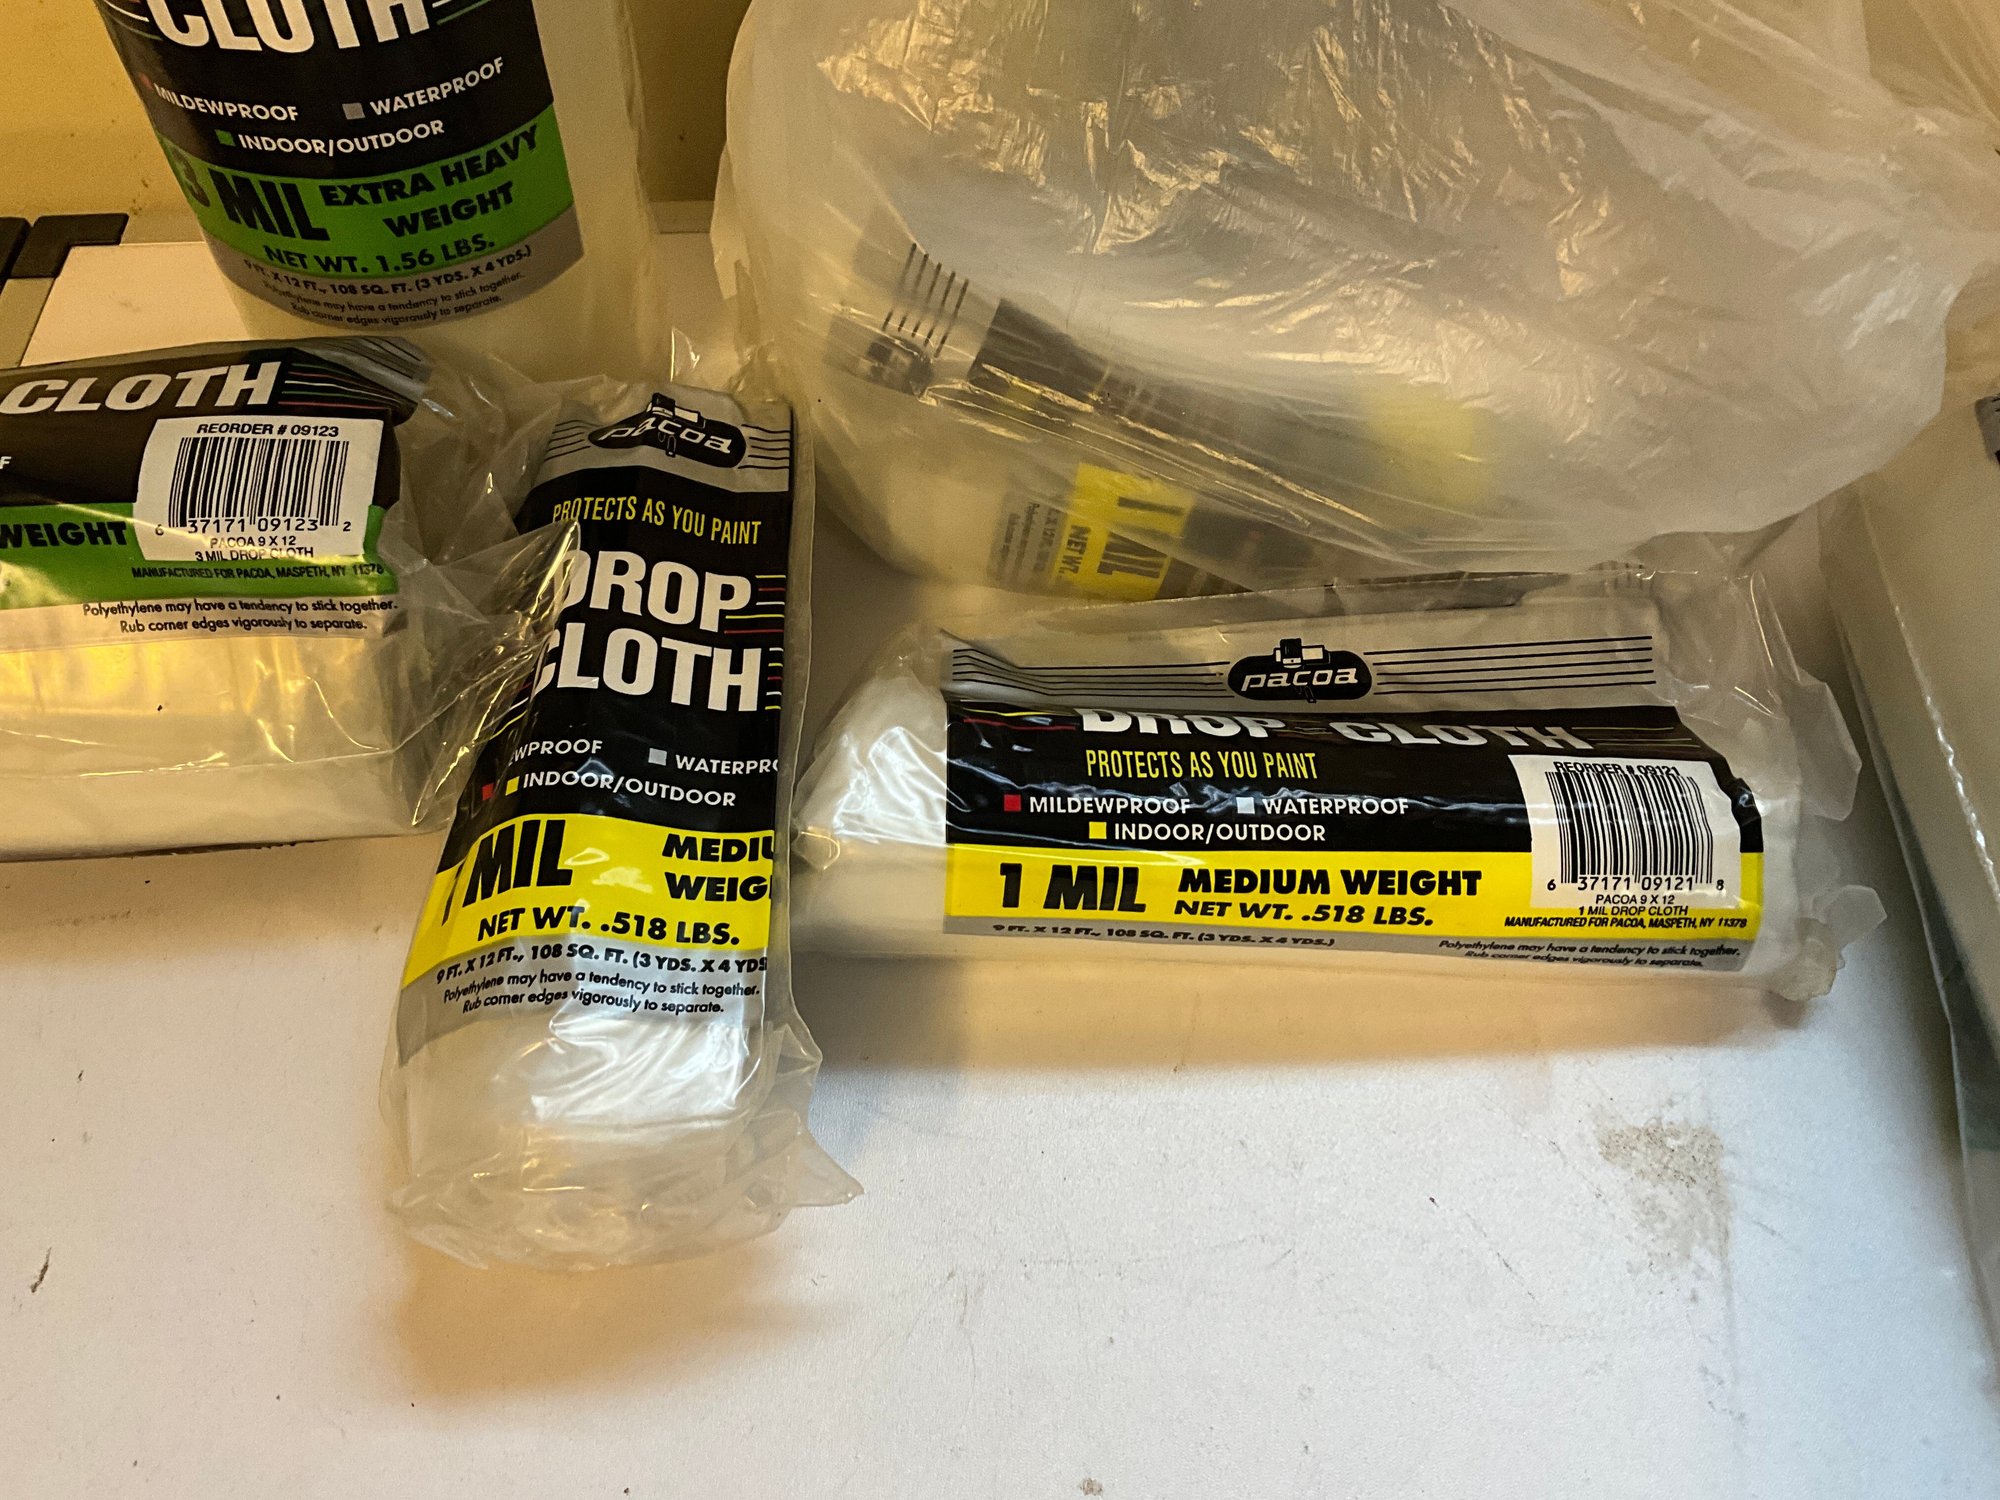 CLOTH
MILDEWPROOF WATERPROOF
INDOOR/OUTDOOR
3 MIL EXTRA HEAVY
WEIGHT
NET WT. 1.56 LBS.
9 FT. X 12 FT., 108 SQ. FT. (3 YDS. X 4 YDS.)
Polyethylene may have a tendency to stick together.
Rub corner edges vigorously to separate.
CLOTH
REORDER # 09123
F
WEIGHT
6 37171 09123 2
PACOA 9 X 12
3 MIL DROP CLOTH
MANUFACTURED FOR PACOA, MASPETH, NY 11378
Polyethylene may have a tendency to stick together.
Rub corner edges vigorously to separate.
pacoa
PROTECTS AS YOU PAINT
DROP
CLOTH
EWPROOF WATERPRO
INDOOR/OUTDOOR
1 MIL MEDIU
WEIG
NET WT. .518 LBS.
9 FT. X 12 FT., 108 SQ. FT. (3 YDS. X 4 YDS
Polyethylene may have a tendency to stick together.
Rub corner edges vigorously to separate.
1 MIL
NET WT.
pacoa
DROP CLOTH
PROTECTS AS YOU PAINT
REORDER # 09121
MILDEWPROOF WATERPROOF
INDOOR/OUTDOOR
1 MIL MEDIUM WEIGHT
NET WT. .518 LBS.
6 37171 09121 8
PACOA 9 X 12
1 MIL DROP CLOTH
MANUFACTURED FOR PACOA, MASPETH, NY 11378
9 FT. X 12 FT., 108 SQ. FT. (3 YDS. X 4 YDS.)
Polyethylene may have a tendency to stick together.
Rub corner edges vigorously to separate.